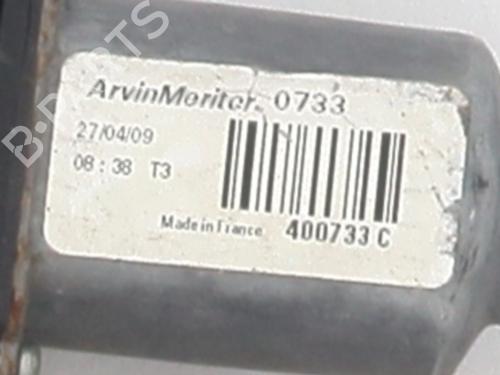 B-PARTS
ArvinMeritor. 0733
27/04/09
08:38 T3
Made in France 400733 C